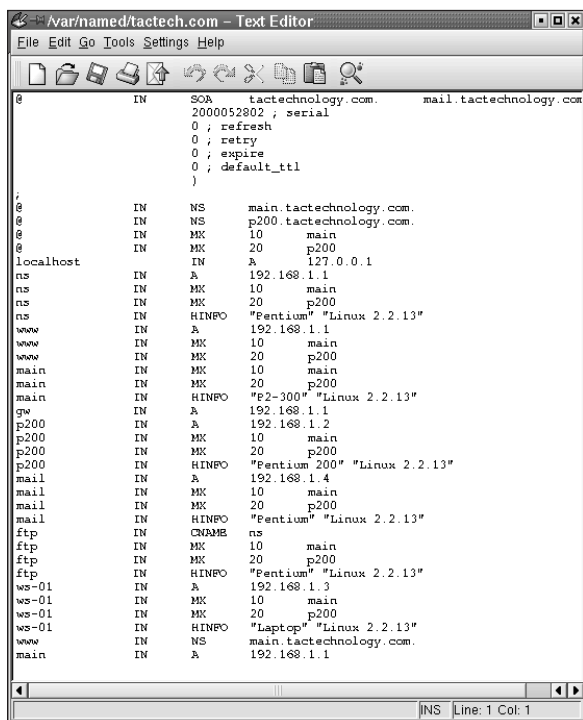 /var/named/tactech.com – Text Editor
File Edit Go Tools Settings Help
@ IN SOA tactechnology.com. mail.tactechnology.com
2000052802 ; serial
0 ; refresh
0 ; retry
0 ; expire
0 ; default_ttl
)
;
@ IN NS main.tactechnology.com.
@ IN NS p200.tactechnology.com.
@ IN MX 10 main
@ IN MX 20 p200
localhost IN A 127.0.0.1
ns IN A 192.168.1.1
ns IN MX 10 main
ns IN MX 20 p200
ns IN HINFO "Pentium" "Linux 2.2.13"
www IN A 192.168.1.1
www IN MX 10 main
www IN MX 20 p200
main IN MX 10 main
main IN MX 20 p200
main IN HINFO "P2-300" "Linux 2.2.13"
gw IN A 192.168.1.1
p200 IN A 192.168.1.2
p200 IN MX 10 main
p200 IN MX 20 p200
p200 IN HINFO "Pentium 200" "Linux 2.2.13"
mail IN A 192.168.1.4
mail IN MX 10 main
mail IN MX 20 p200
mail IN HINFO "Pentium" "Linux 2.2.13"
ftp IN CNAME ns
ftp IN MX 10 main
ftp IN MX 20 p200
ftp IN HINFO "Pentium" "Linux 2.2.13"
ws-01 IN A 192.168.1.3
ws-01 IN MX 10 main
ws-01 IN MX 20 p200
ws-01 IN HINFO "Laptop" "Linux 2.2.13"
www IN NS main.tactechnology.com.
main IN A 192.168.1.1
INS Line: 1 Col: 1